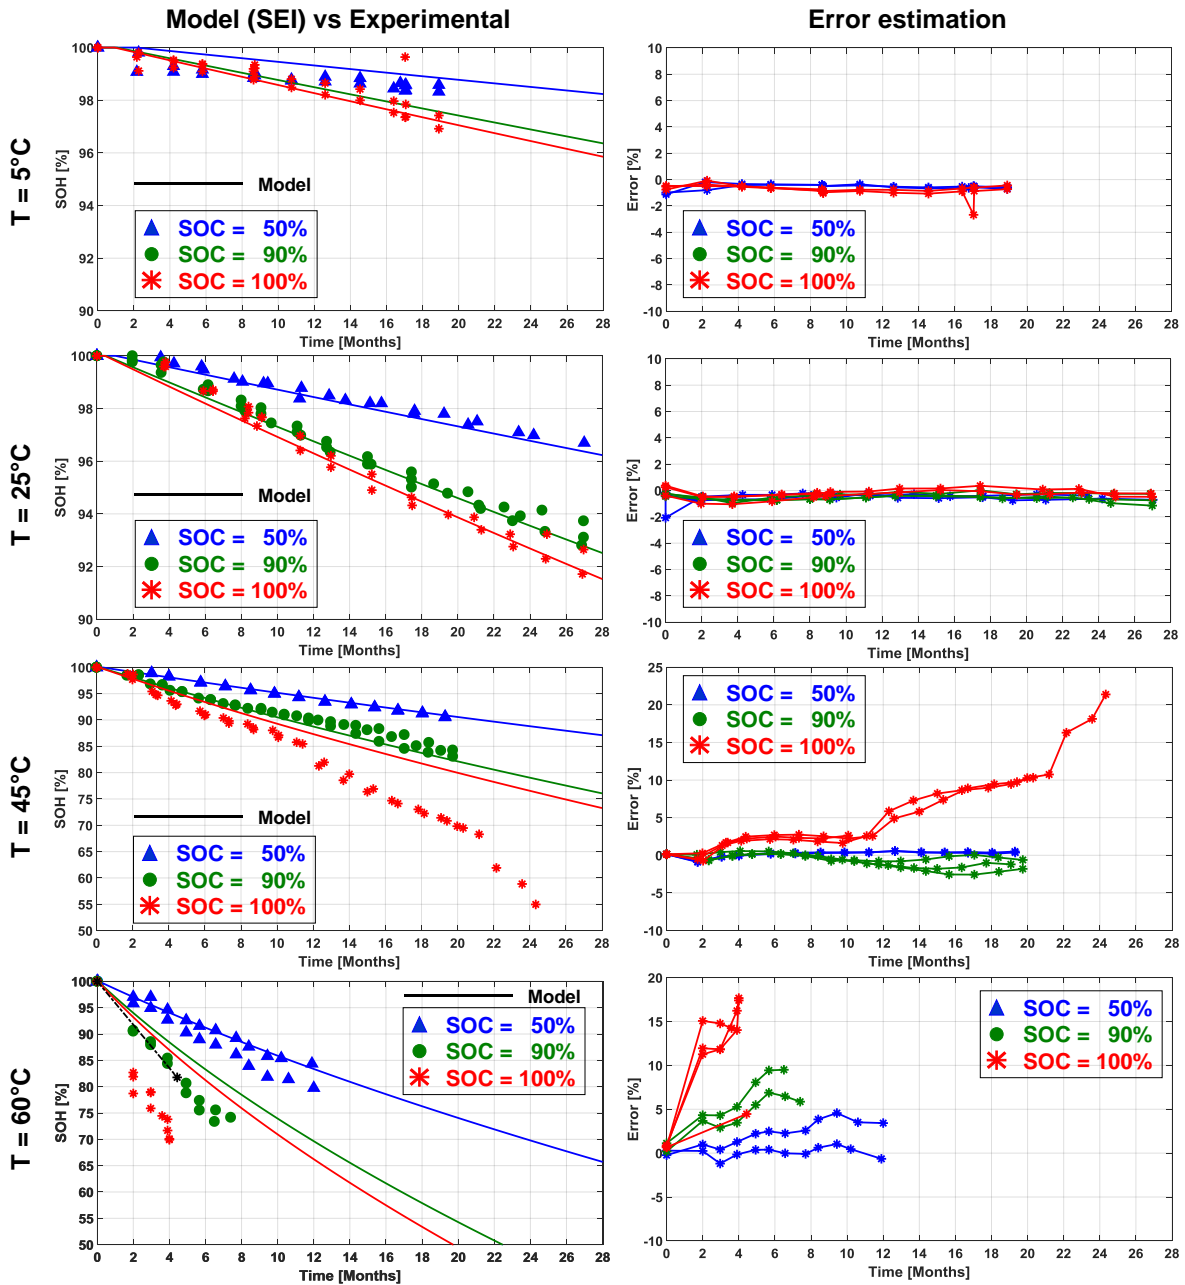 Model (SEI) vs Experimental
Error estimation
T = 5°C
SOH [%]
100
98
96
94
92
90
Model
SOC = 50%
SOC = 90%
SOC = 100%
0 2 4 6 8 10 12 14 16 18 20 22 24 26 28
Time [Months]
Error [%]
10
8
6
4
2
0
-2
-4
-6
-8
-10
SOC = 50%
SOC = 90%
SOC = 100%
0 2 4 6 8 10 12 14 16 18 20 22 24 26 28
Time [Months]
T = 25°C
SOH [%]
100
98
96
94
92
90
Model
SOC = 50%
SOC = 90%
SOC = 100%
0 2 4 6 8 10 12 14 16 18 20 22 24 26 28
Time [Months]
Error [%]
10
8
6
4
2
0
-2
-4
-6
-8
-10
SOC = 50%
SOC = 90%
SOC = 100%
0 2 4 6 8 10 12 14 16 18 20 22 24 26 28
Time [Months]
T = 45°C
SOH [%]
100
95
90
85
80
75
70
65
60
55
50
Model
SOC = 50%
SOC = 90%
SOC = 100%
0 2 4 6 8 10 12 14 16 18 20 22 24 26 28
Time [Months]
Error [%]
25
20
15
10
5
0
-5
-10
SOC = 50%
SOC = 90%
SOC = 100%
0 2 4 6 8 10 12 14 16 18 20 22 24 26 28
Time [Months]
T = 60°C
SOH [%]
100
95
90
85
80
75
70
65
60
55
50
Model
SOC = 50%
SOC = 90%
SOC = 100%
0 2 4 6 8 10 12 14 16 18 20 22 24 26 28
Time [Months]
Error [%]
20
15
10
5
0
-5
-10
SOC = 50%
SOC = 90%
SOC = 100%
0 2 4 6 8 10 12 14 16 18 20 22 24 26 28
Time [Months]